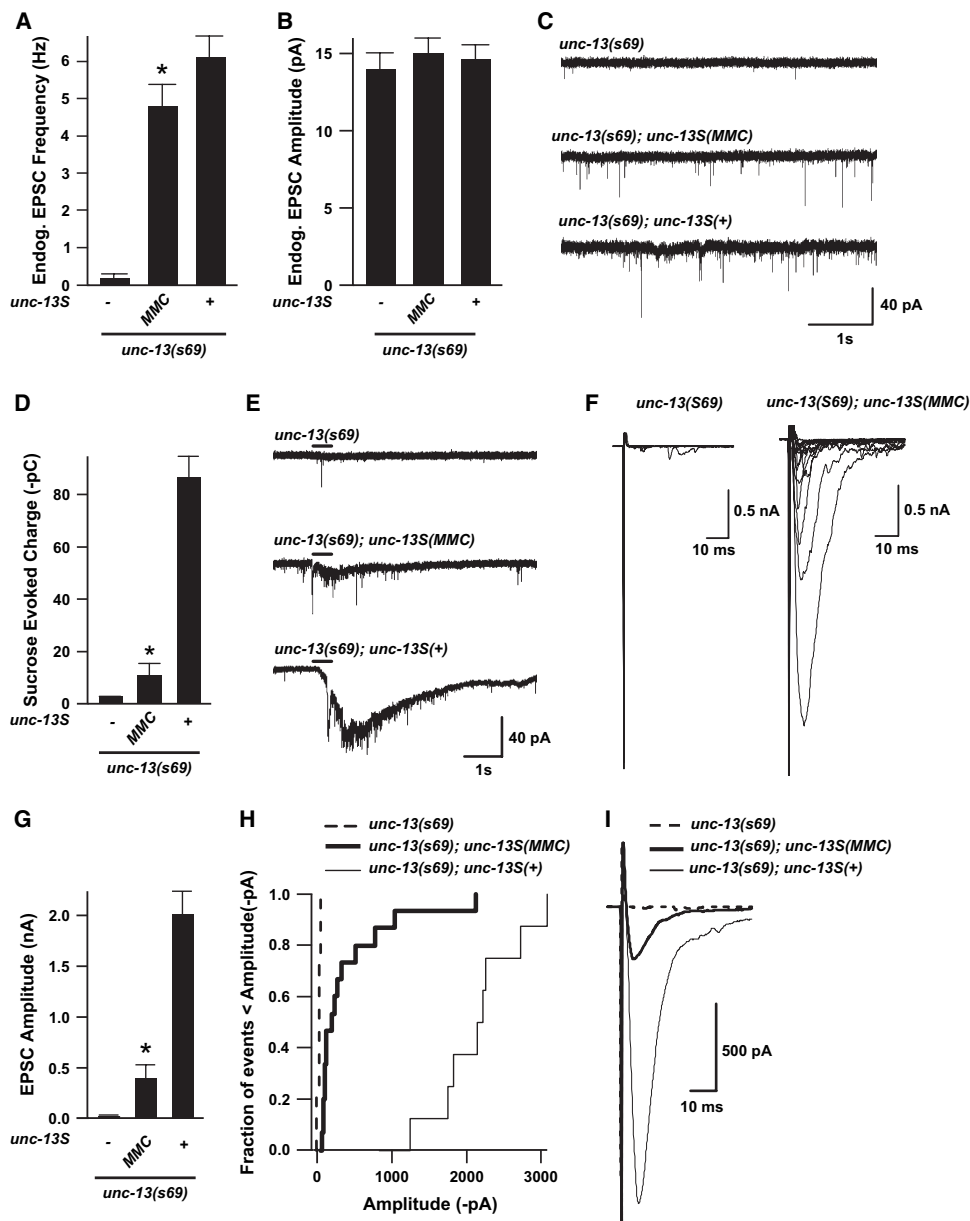 A
Endog. EPSC Frequency (Hz)
6
5
4
3
2
1
0
unc-13S
-
MMC
+
unc-13(s69)
B
Endog. EPSC Amplitude (pA)
15
10
5
0
unc-13S
-
MMC
+
unc-13(s69)
C
unc-13(s69)
unc-13(s69); unc-13S(MMC)
unc-13(s69); unc-13S(+)
40 pA
1s
D
Sucrose Evoked Charge (-pC)
80
60
40
20
0
*
unc-13S
-
MMC
+
unc-13(s69)
E
unc-13(s69)
unc-13(s69); unc-13S(MMC)
unc-13(s69); unc-13S(+)
40 pA
1s
F
unc-13(S69)
unc-13(S69); unc-13S(MMC)
0.5 nA
10 ms
0.5 nA
10 ms
G
EPSC Amplitude (nA)
2.0
1.5
1.0
0.5
0.0
*
unc-13S
-
MMC
+
unc-13(s69)
H
unc-13(s69)
unc-13(s69); unc-13S(MMC)
unc-13(s69); unc-13S(+)
Fraction of events < Amplitude(-pA)
1.0
0.8
0.6
0.4
0.2
0.0
0
1000
2000
3000
Amplitude (-pA)
I
unc-13(s69)
unc-13(s69); unc-13S(MMC)
unc-13(s69); unc-13S(+)
500 pA
10 ms